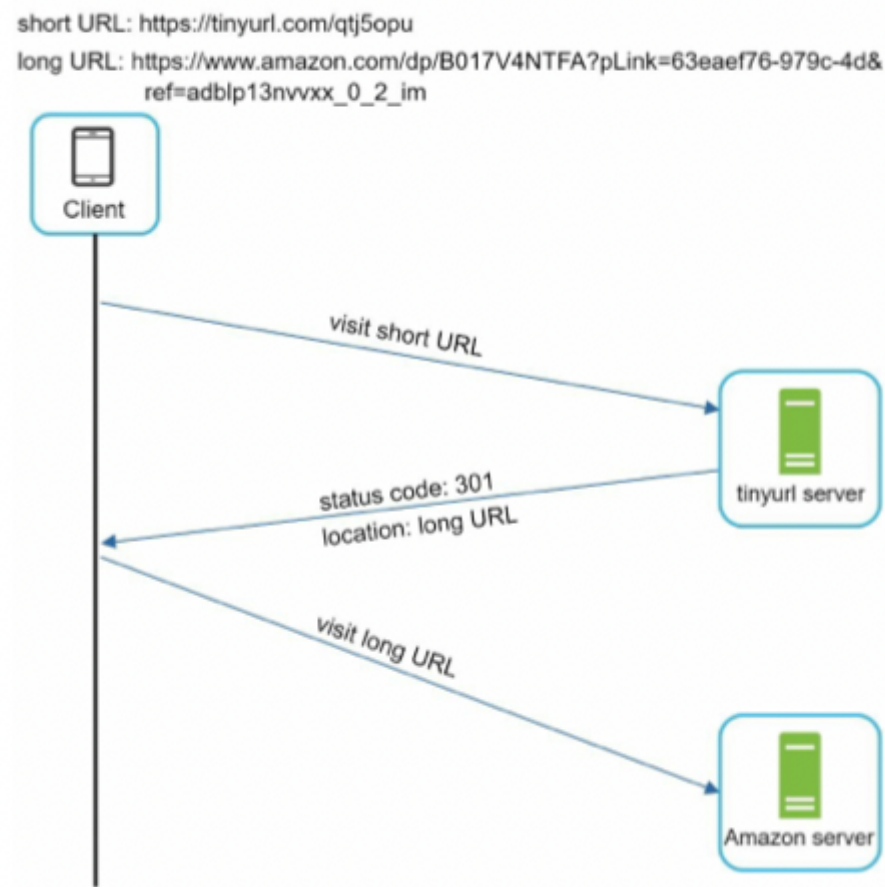 short URL: https://tinyurl.com/qtj5opu
long URL: https://www.amazon.com/dp/B017V4NTFA?pLink=63eaef76-979c-4d&
ref=adblp13nvvxx_0_2_im
Client
visit short URL
status code: 301
location: long URL
tinyurl server
visit long URL
Amazon server